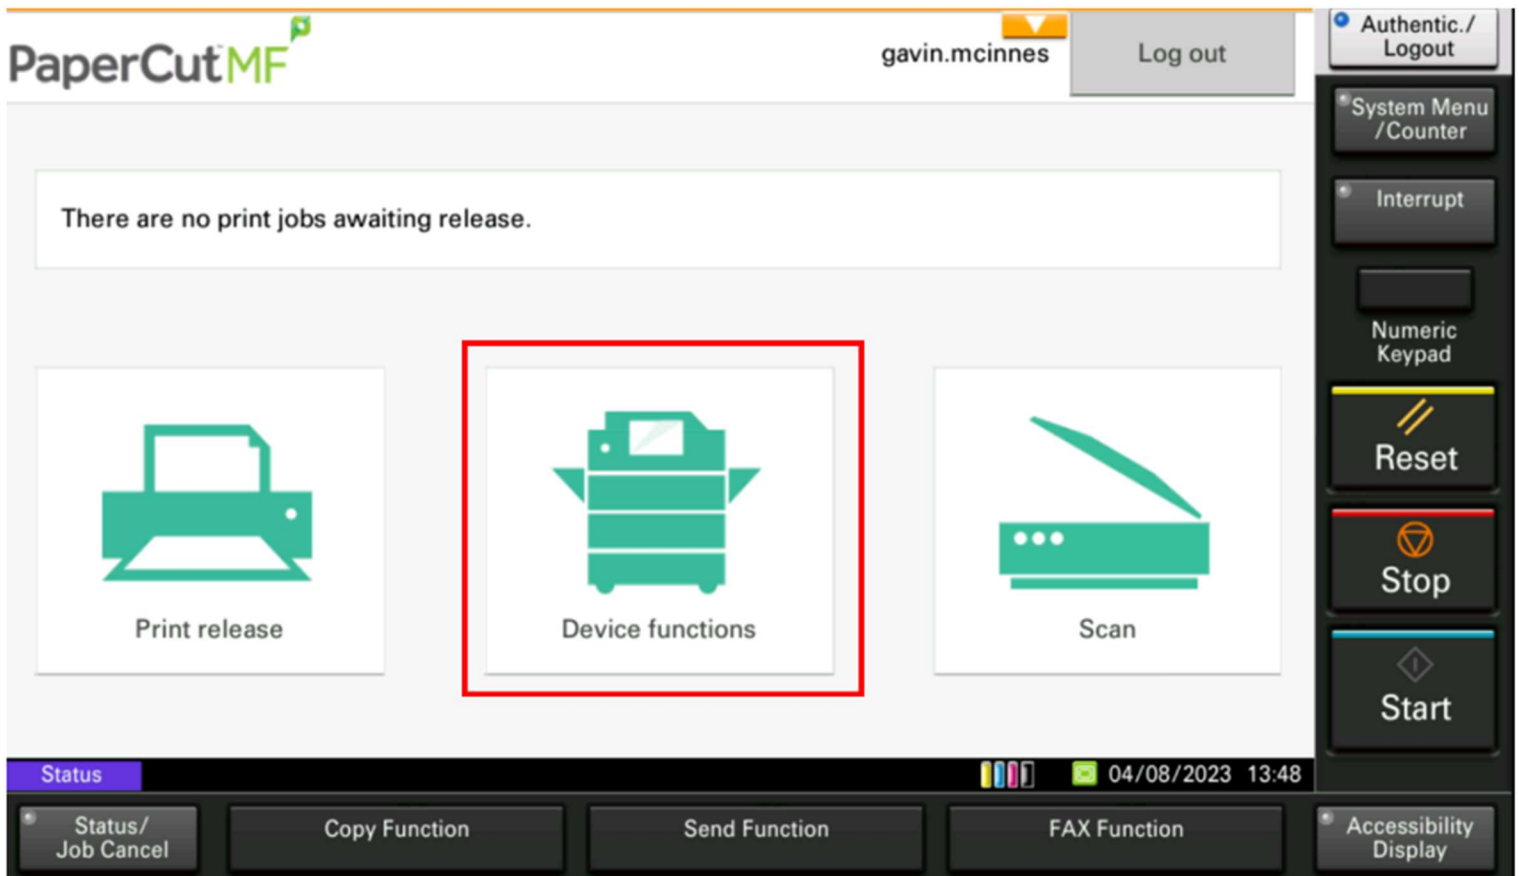 PaperCut MF
gavin.mcinnes
Log out
Authentic./
Logout
System Menu
/Counter
Interrupt
Numeric
Keypad
Reset
Stop
Start
There are no print jobs awaiting release.
Print release
Device functions
Scan
Status
04/08/2023 13:48
Status/
Job Cancel
Copy Function
Send Function
FAX Function
Accessibility
Display